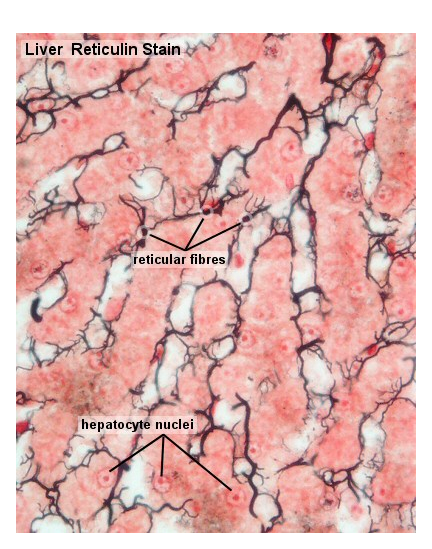 Liver Reticulin Stain
reticular fibres
hepatocyte nuclei